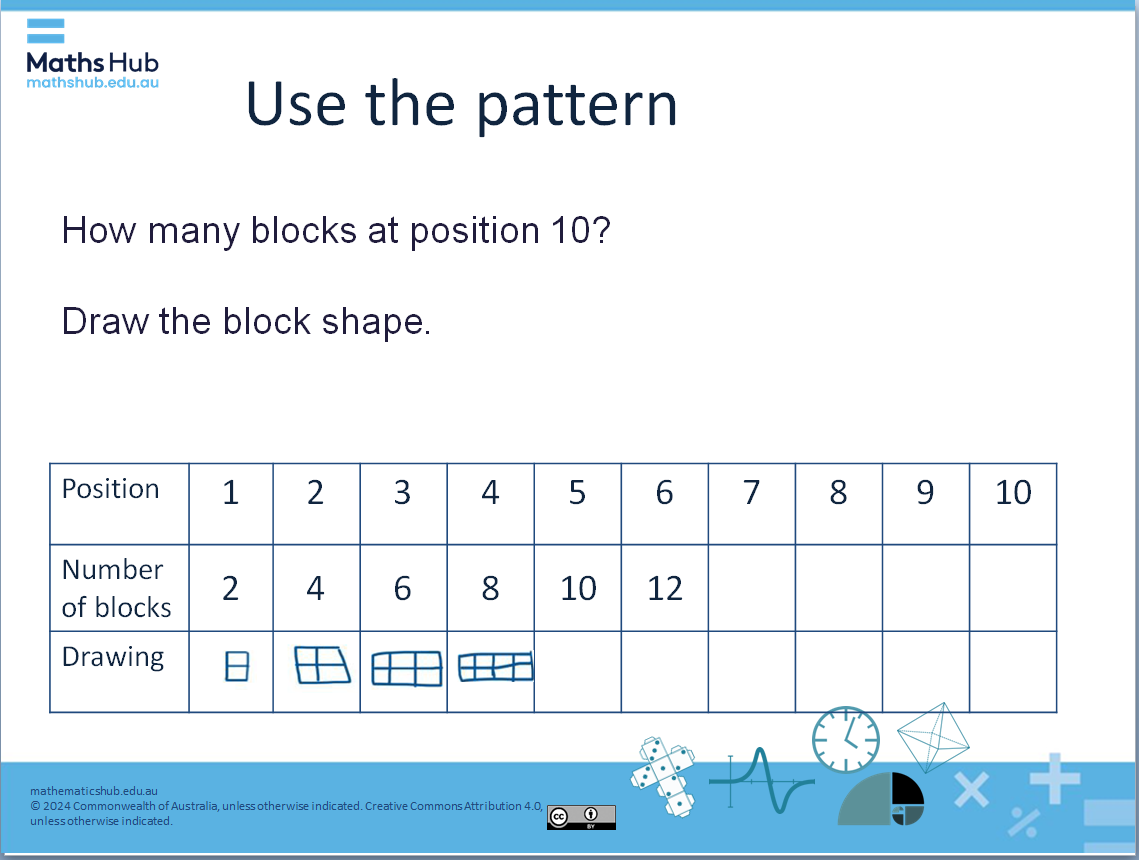 Maths Hub
mathshub.edu.au
Use the pattern
How many blocks at position 10?
Draw the block shape.
Position 1 2 3 4 5 6 7 8 9 10
Number
of blocks 2 4 6 8 10 12
Drawing
mathematicshub.edu.au
© 2024 Commonwealth of Australia, unless otherwise indicated. Creative Commons Attribution 4.0,
unless otherwise indicated.
cc
BY